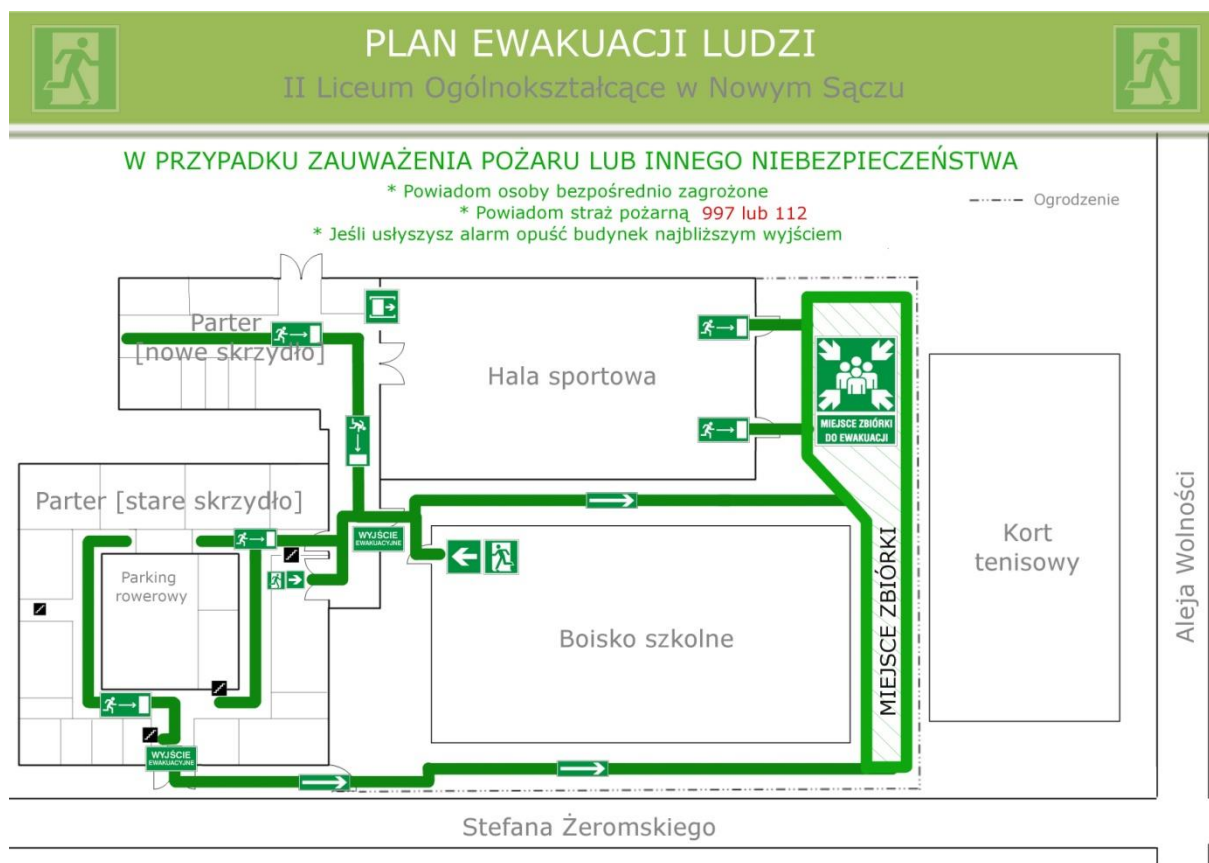 PLAN EWAKUACJI LUDZI
II Liceum Ogólnokształcące w Nowym Sączu
W PRZYPADKU ZAUWAŻENIA POŻARU LUB INNEGO NIEBEZPIECZEŃSTWA
* Powiadom osoby bezpośrednio zagrożone
* Powiadom straż pożarną 997 lub 112
* Jeśli usłyszysz alarm opuść budynek najbliższym wyjściem
Ogrodzenie
Parter
[nowe skrzydło]
Hala sportowa
MIEJSCE ZBIÓRKI
DO EWAKUACJI
Parter [stare skrzydło]
WYJŚCIE
EWAKUACYJNE
Parking
rowerowy
Boisko szkolne
MIEJSCE ZBIÓRKI
Kort
tenisowy
Aleja Wolności
WYJŚCIE
EWAKUACYJNE
Stefana Żeromskiego